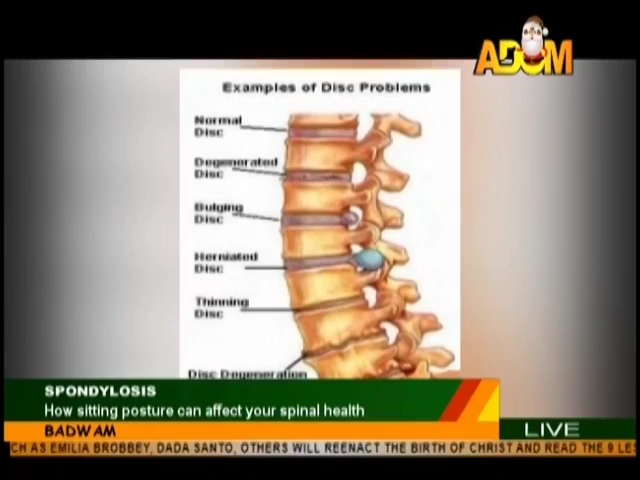 ADOM
Examples of Disc Problems
Normal
Disc
Degenerated
Disc
Bulging
Disc
Herniated
Disc
Thinning
Disc
Disc Degeneration
SPONDYLOSIS
How sitting posture can affect your spinal health
BADWAM
LIVE
CH AS EMILIA BROBBEY, DADA SANTO, OTHERS WILL REENACT THE BIRTH OF CHRIST AND READ THE 9 LES